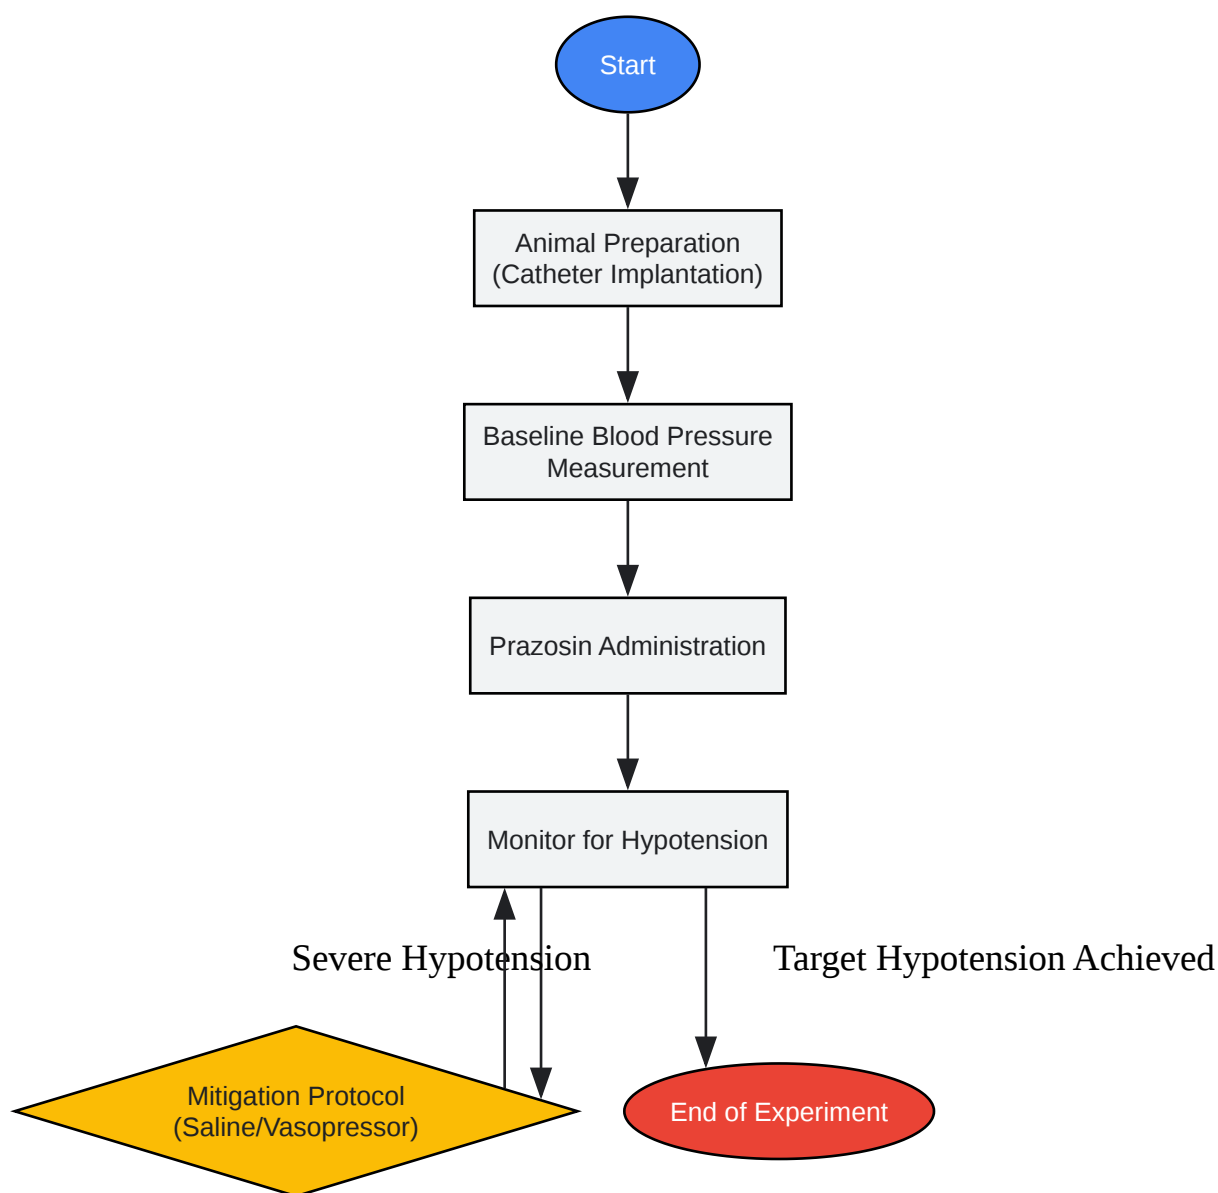 Start
Animal Preparation
(Catheter Implantation)
Baseline Blood Pressure
Measurement
Prazosin Administration
Monitor for Hypotension
Severe Hypotension
Target Hypotension Achieved
Mitigation Protocol
(Saline/Vasopressor)
End of Experiment